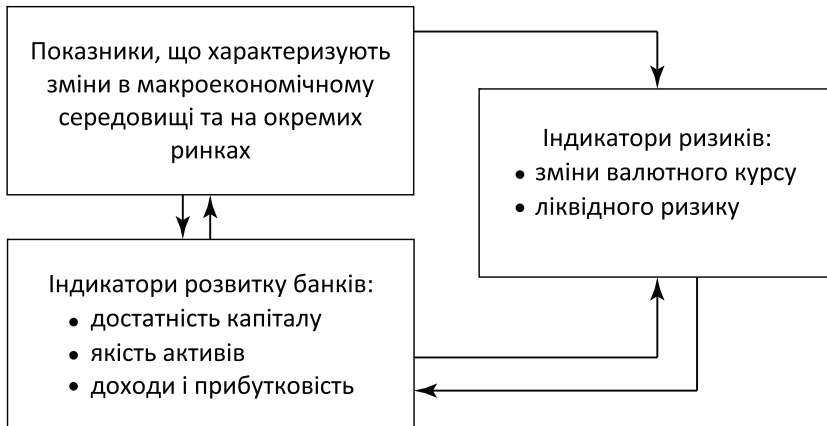 Показники, що характеризують
зміни в макроекономічному
середовищі та на окремих
ринках
Індикатори ризиків:
• зміни валютного курсу
• ліквідного ризику
Індикатори розвитку банків:
• достатність капіталу
• якість активів
• доходи і прибутковість